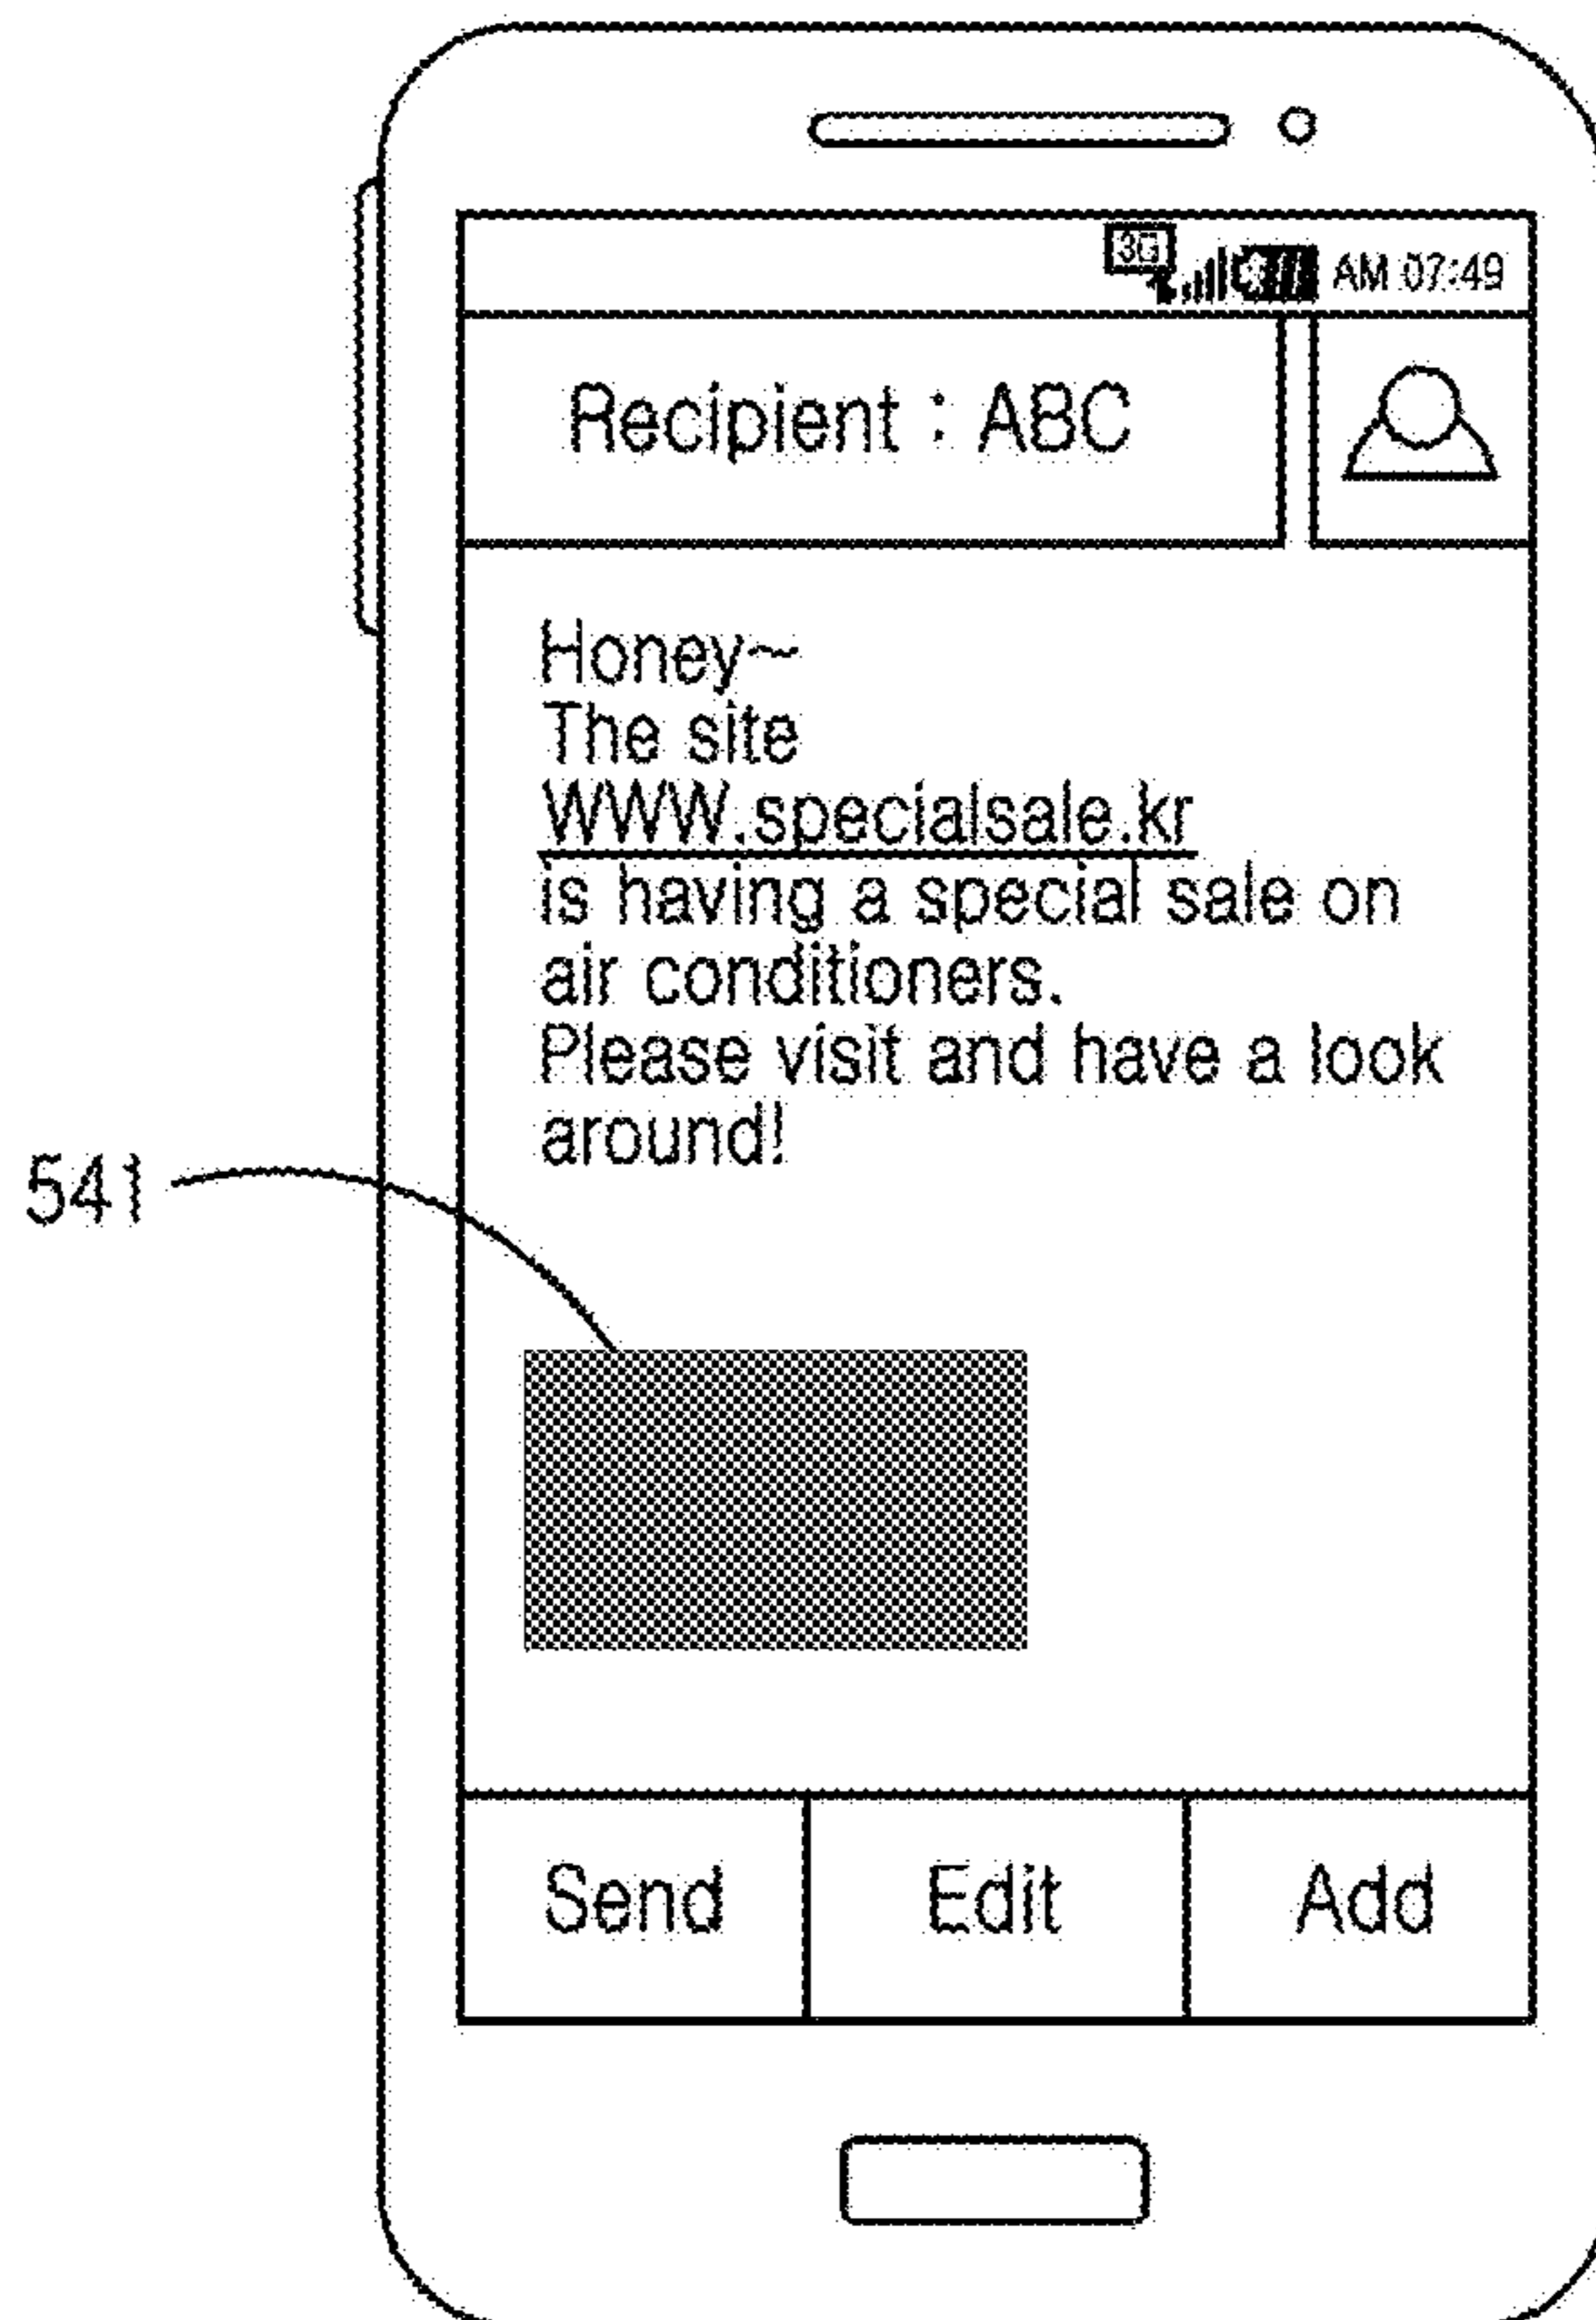 3G AM 07:49
Recipient : ABC
Honey~
The site
WWW.specialsale.kr
is having a special sale on
air conditioners.
Please visit and have a look
around!
541
Send Edit Add